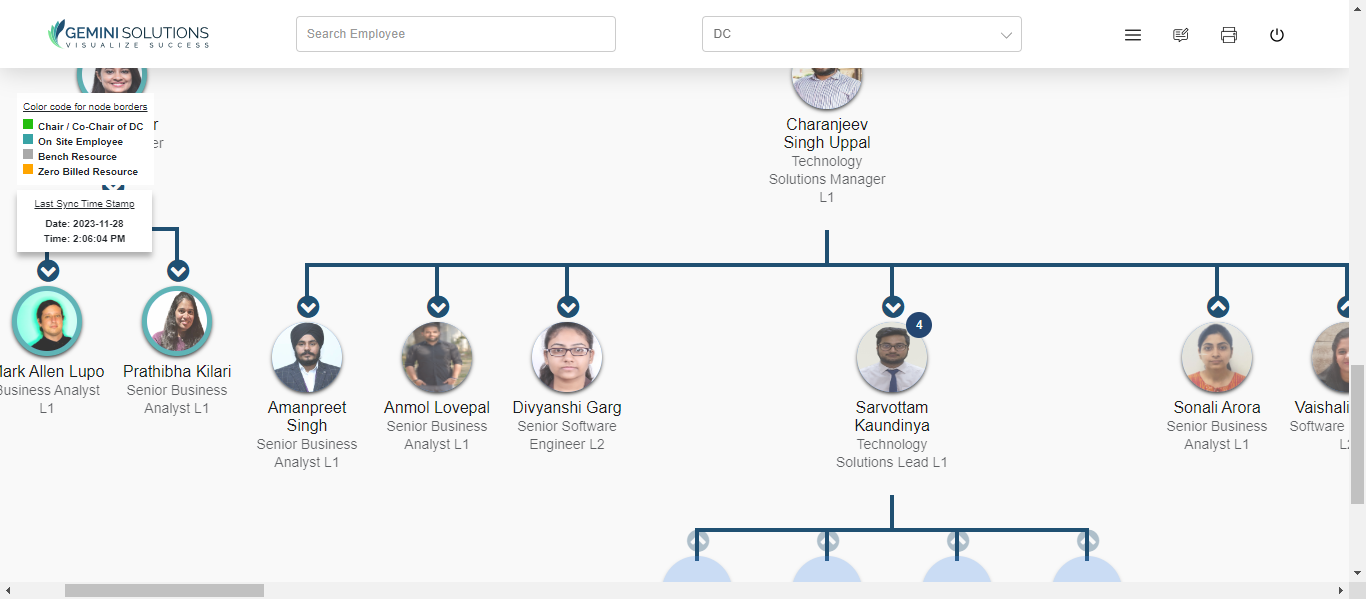 GEMINI SOLUTIONS
VISUALIZE SUCCESS
Search Employee
DC
Color code for node borders
Chair / Co-Chair of DC
On Site Employee
Bench Resource
Zero Billed Resource
Last Sync Time Stamp
Date: 2023-11-28
Time: 2:06:04 PM
Charanjeev
Singh Uppal
Technology
Solutions Manager
L1
Mark Allen Lupo
Business Analyst
L1
Prathibha Kilari
Senior Business
Analyst L1
Amanpreet
Singh
Senior Business
Analyst L1
Anmol Lovepal
Senior Business
Analyst L1
Divyanshi Garg
Senior Software
Engineer L2
4
Sarvottam
Kaundinya
Technology
Solutions Lead L1
Sonali Arora
Senior Business
Analyst L1
Vaishali
Software